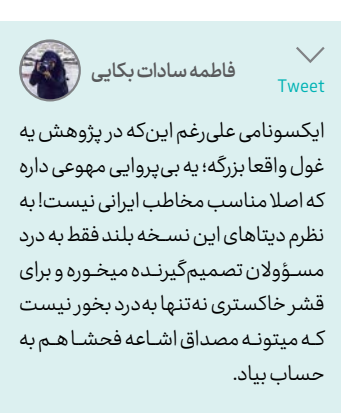 فاطمه سادات بکایی
Tweet
ایکسونامی علی‌رغم این‌که در پژوهش یه
غول واقعا بزرگه؛ یه بی‌پروایی مهوعی داره
که اصلا مناسب مخاطب ایرانی نیست! به
نظرم دیتاهای این نسخه بلند فقط به درد
مسؤولان تصمیم‌گیرنده میخوره و برای
قشر خاکستری نه‌تنها به‌درد بخور نیست
که میتونه مصداق اشاعه فحشا هم به
حساب بیاد.